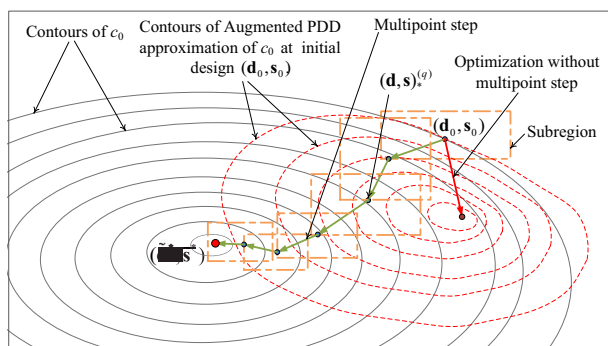 Contours of c₀
Contours of Augmented PDD
approximation of c₀ at initial
design (d₀,s₀)
Multipoint step
(d,s)⁎⁽q⁾
Optimization without
multipoint step
(d₀,s₀)
Subregion